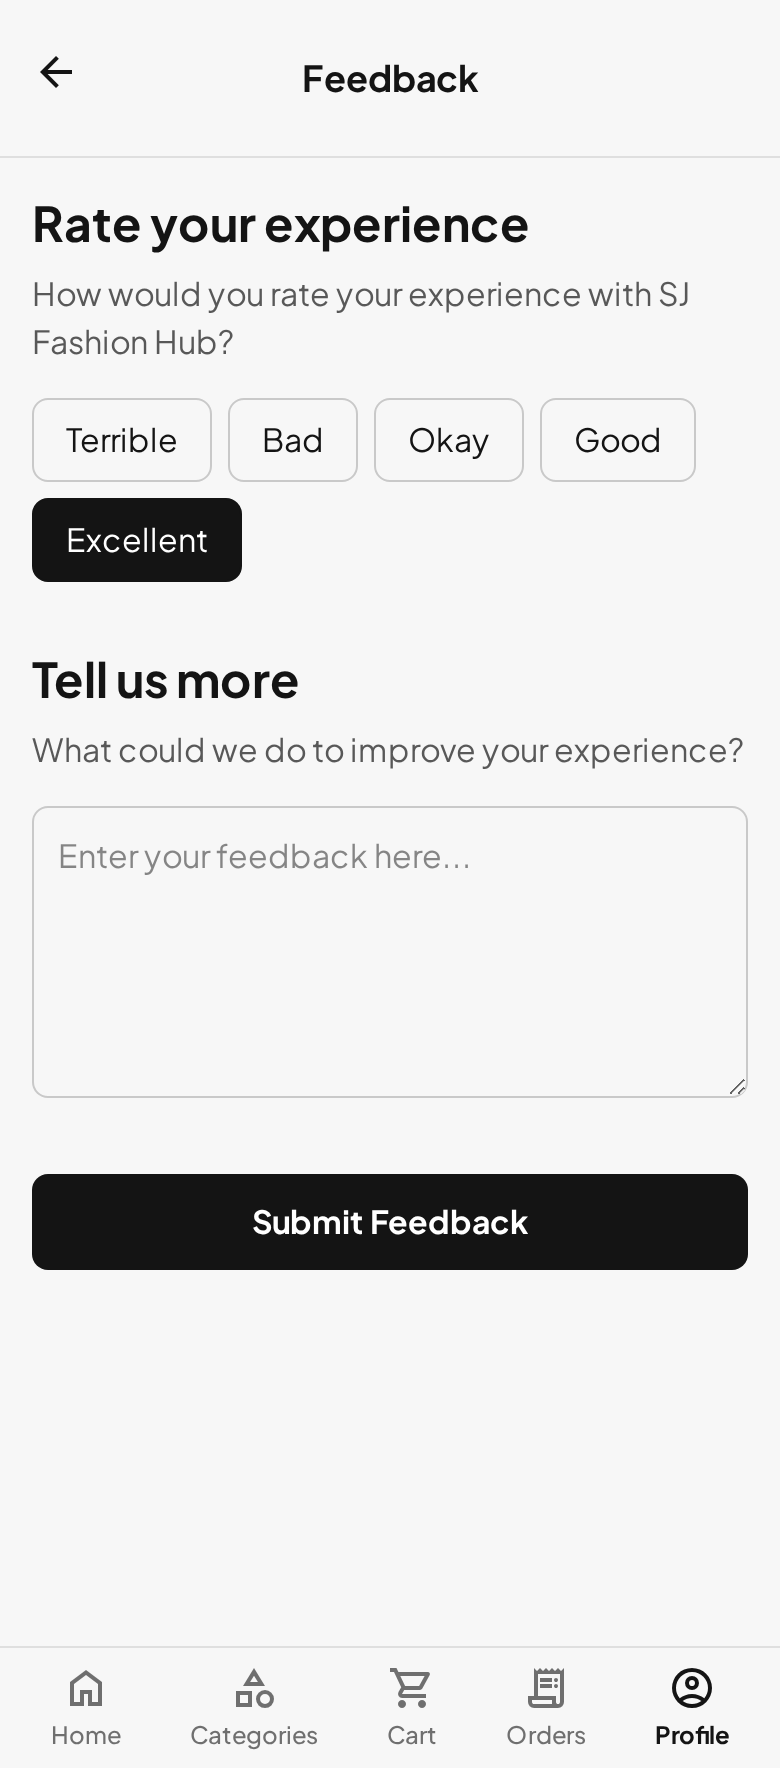 Feedback
Rate your experience
How would you rate your experience with SJ
Fashion Hub?
Terrible Bad Okay Good
Excellent
Tell us more
What could we do to improve your experience?
Enter your feedback here...
Submit Feedback
Home Categories Cart Orders Profile